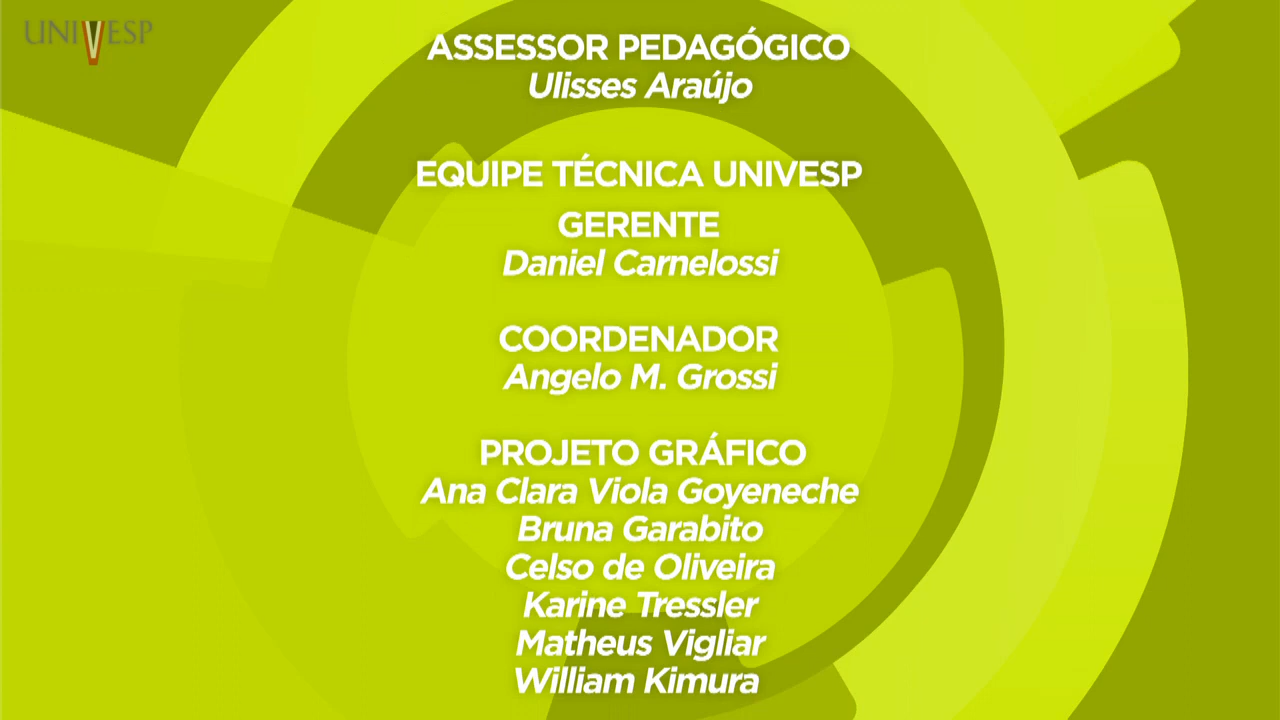 UNIVESP
ASSESSOR PEDAGÓGICO
Ulisses Araújo
EQUIPE TÉCNICA UNIVESP
GERENTE
Daniel Carnelossi
COORDENADOR
Angelo M. Grossi
PROJETO GRÁFICO
Ana Clara Viola Goyeneche
Bruna Garabito
Celso de Oliveira
Karine Tressler
Matheus Vigliar
William Kimura